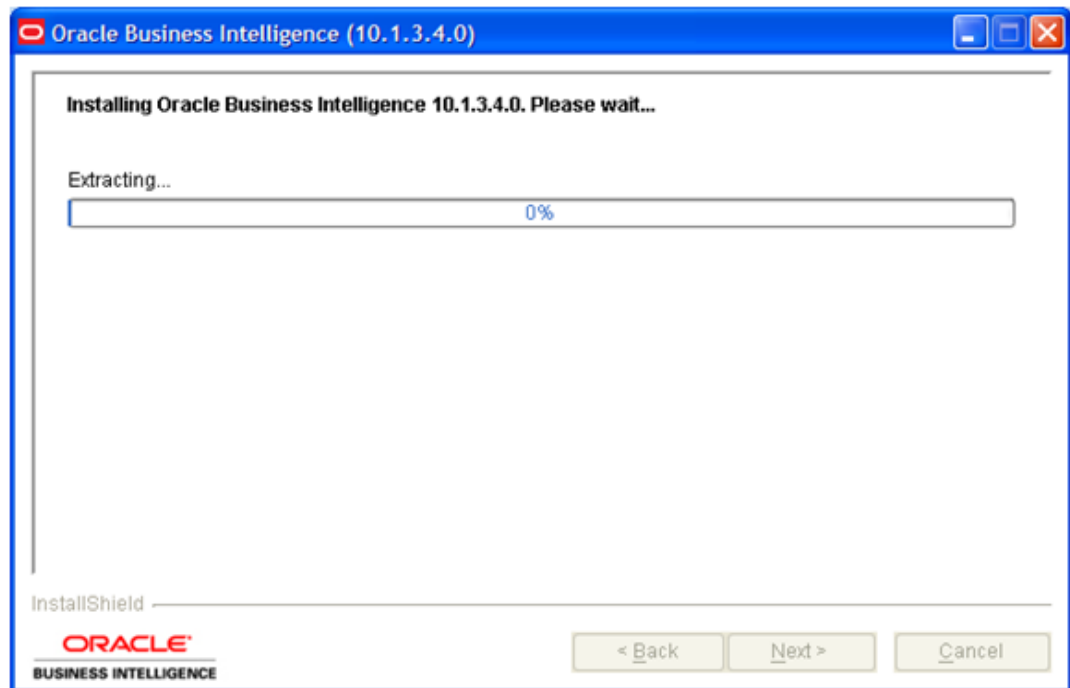 Oracle Business Intelligence (10.1.3.4.0)
Installing Oracle Business Intelligence 10.1.3.4.0. Please wait...
Extracting...
0%
InstallShield
ORACLE'
BUSINESS INTELLIGENCE
< Back
Next >
Cancel